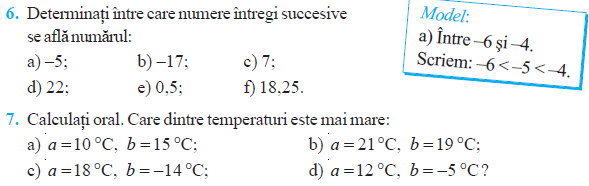 6. Determinați între care numere întregi succesive
se află numărul:
a) –5; b) –17; c) 7;
d) 22; e) 0,5; f) 18,25.
Model:
a) Între –6 și –4.
Scriem: –6 < –5 < –4.
7. Calculați oral. Care dintre temperaturi este mai mare:
a) a = 10 °C, b = 15 °C; b) a = 21 °C, b = 19 °C;
c) a = 18 °C, b = –14 °C; d) a = 12 °C, b = –5 °C?